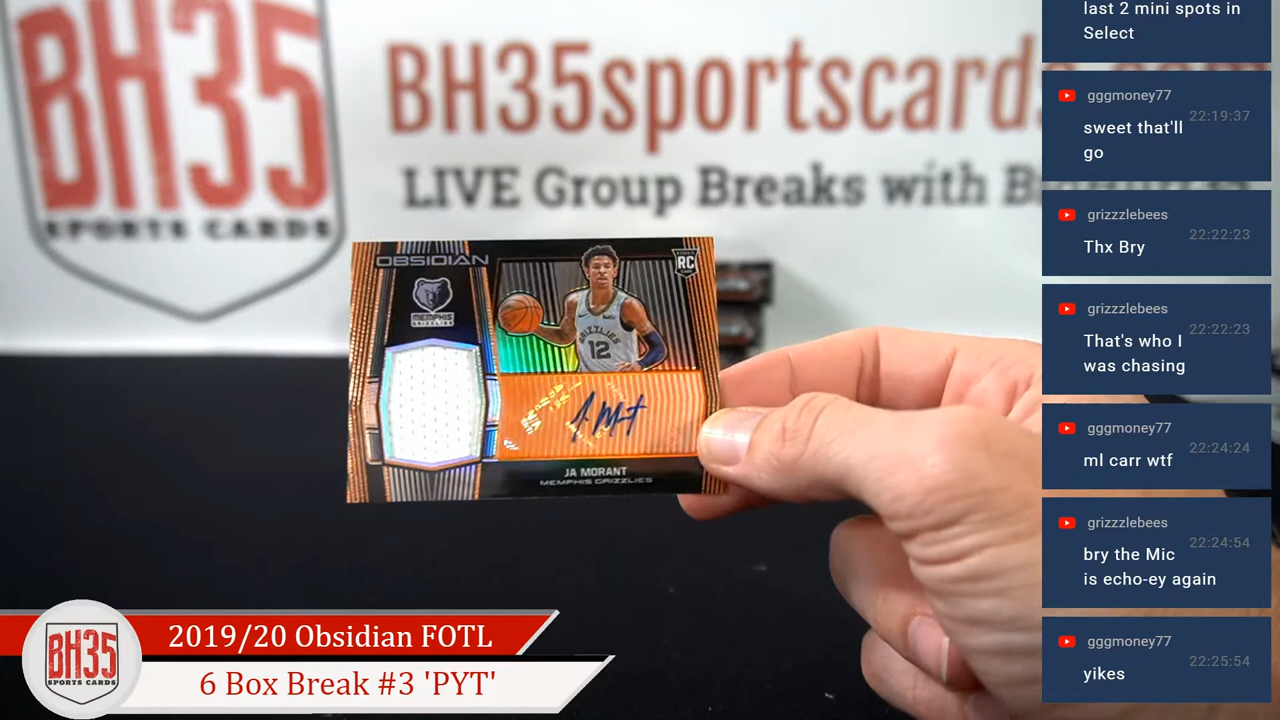 BH35
SPORTS CARDS
BH35sportscard
LIVE Group Breaks with
OBSIDIAN
RC
MEMPHIS
GRIZZLIES
GRIZZLIES
12
JA MORANT
MEMPHIS GRIZZLIES
2019/20 Obsidian FOTL
6 Box Break #3 'PYT'
BH35
SPORTS CARDS
last 2 mini spots in
Select
gggmoney77
22:19:37
sweet that'll
go
grizzzlebees
22:22:23
Thx Bry
grizzzlebees
22:22:23
That's who I
was chasing
gggmoney77
22:24:24
ml carr wtf
grizzzlebees
22:24:54
bry the Mic
is echo-ey again
gggmoney77
22:25:54
yikes